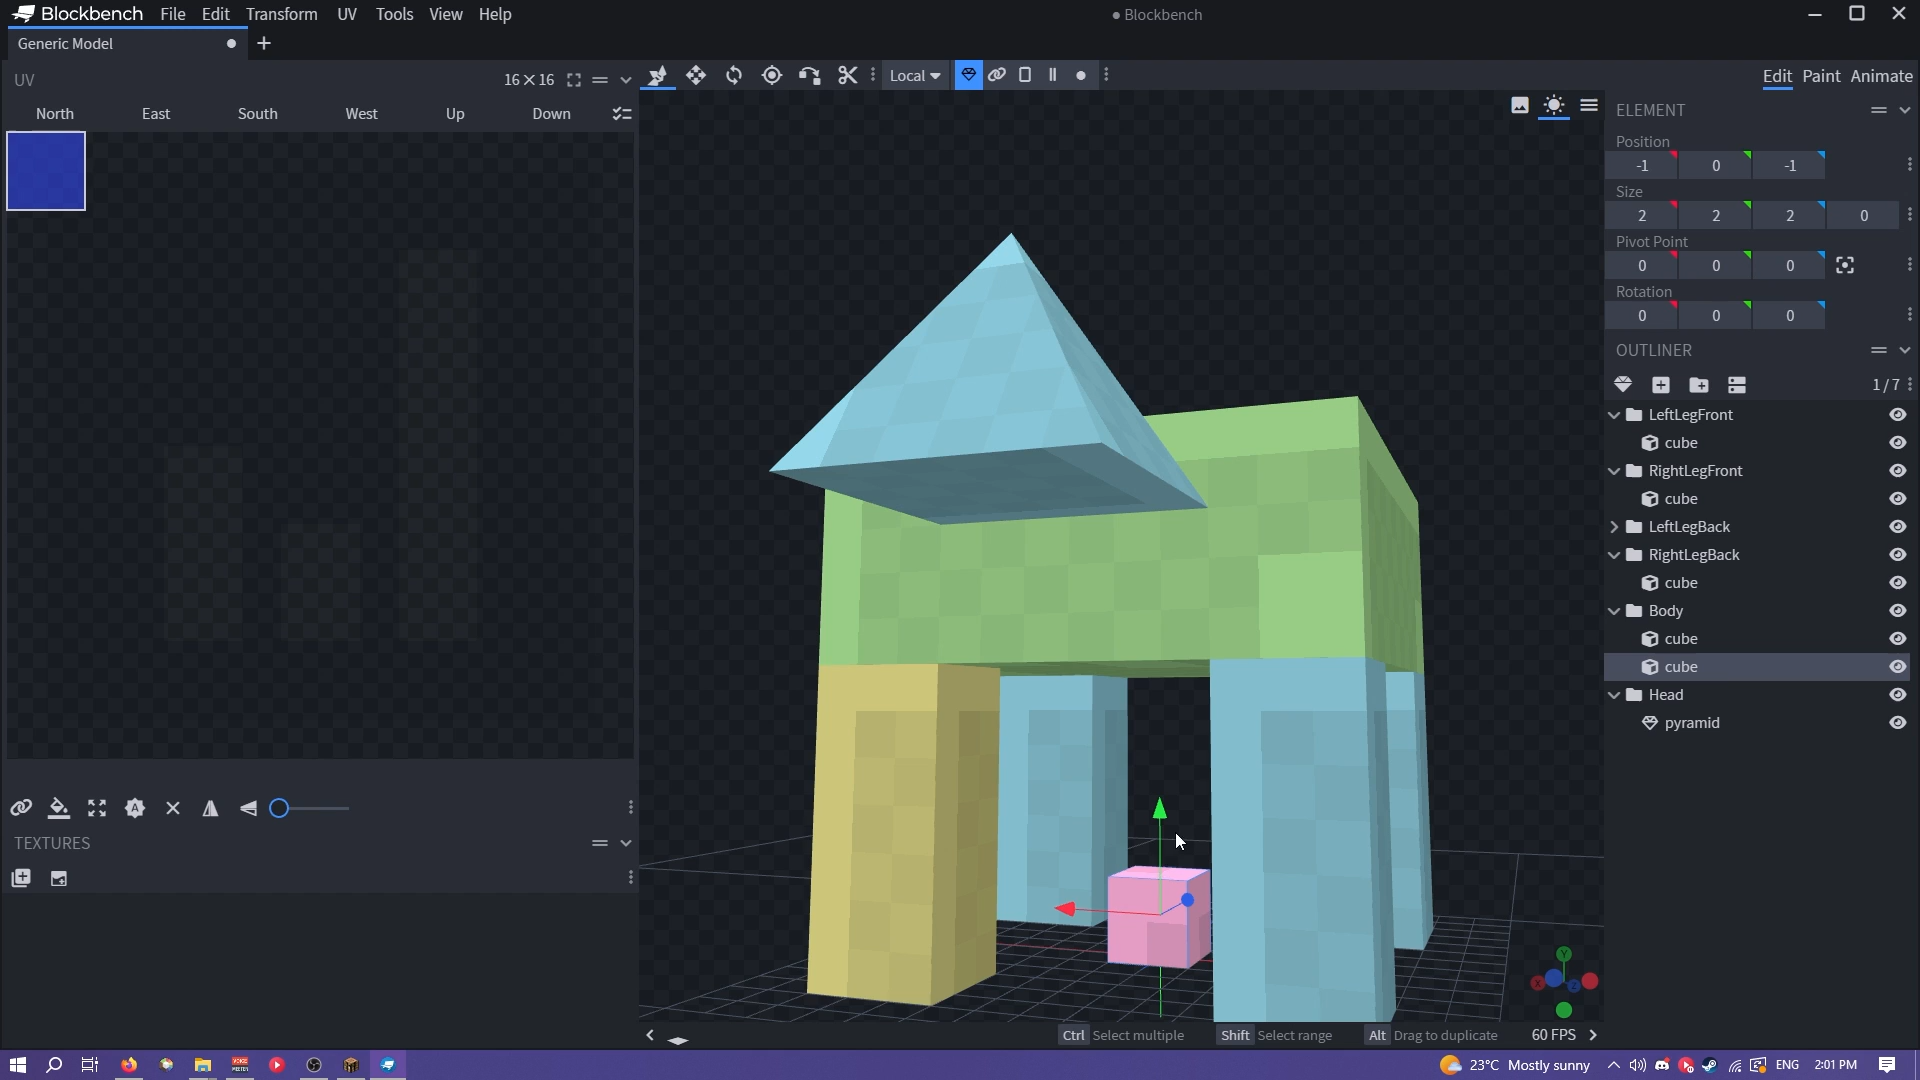 Blockbench File Edit Transform UV Tools View Help
Blockbench
Generic Model
UV 16×16
North East South West Up Down
TEXTURES
Local
Edit Paint Animate
ELEMENT
Position
-1 0 -1
Size
2 2 2 0
Pivot Point
0 0 0
Rotation
0 0 0
OUTLINER
1/7
LeftLegFront
cube
RightLegFront
cube
LeftLegBack
RightLegBack
cube
Body
cube
cube
Head
pyramid
Ctrl Select multiple Shift Select range Alt Drag to duplicate 60 FPS
23°C Mostly sunny ENG 2:01 PM